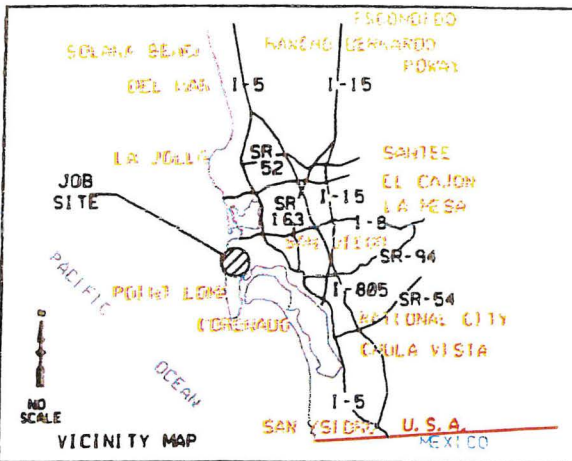 ESCONDIDO
RANCHO BERNARDO
SOLANA BEACH
POWAY
DEL MAR
I-5
I-15
LA JOLLA
SR
52
SANTEE
EL CAJON
JOB
SITE
SR
163
I-15
LA MESA
I-8
SAN DIEGO
SR-94
PACIFIC
OCEAN
POINT LOMA
I-805
SR-54
CORONADO
NATIONAL CITY
CHULA VISTA
NO
SCALE
I-5
SAN YSIDRO
U.S.A.
MEXICO
VICINITY MAP